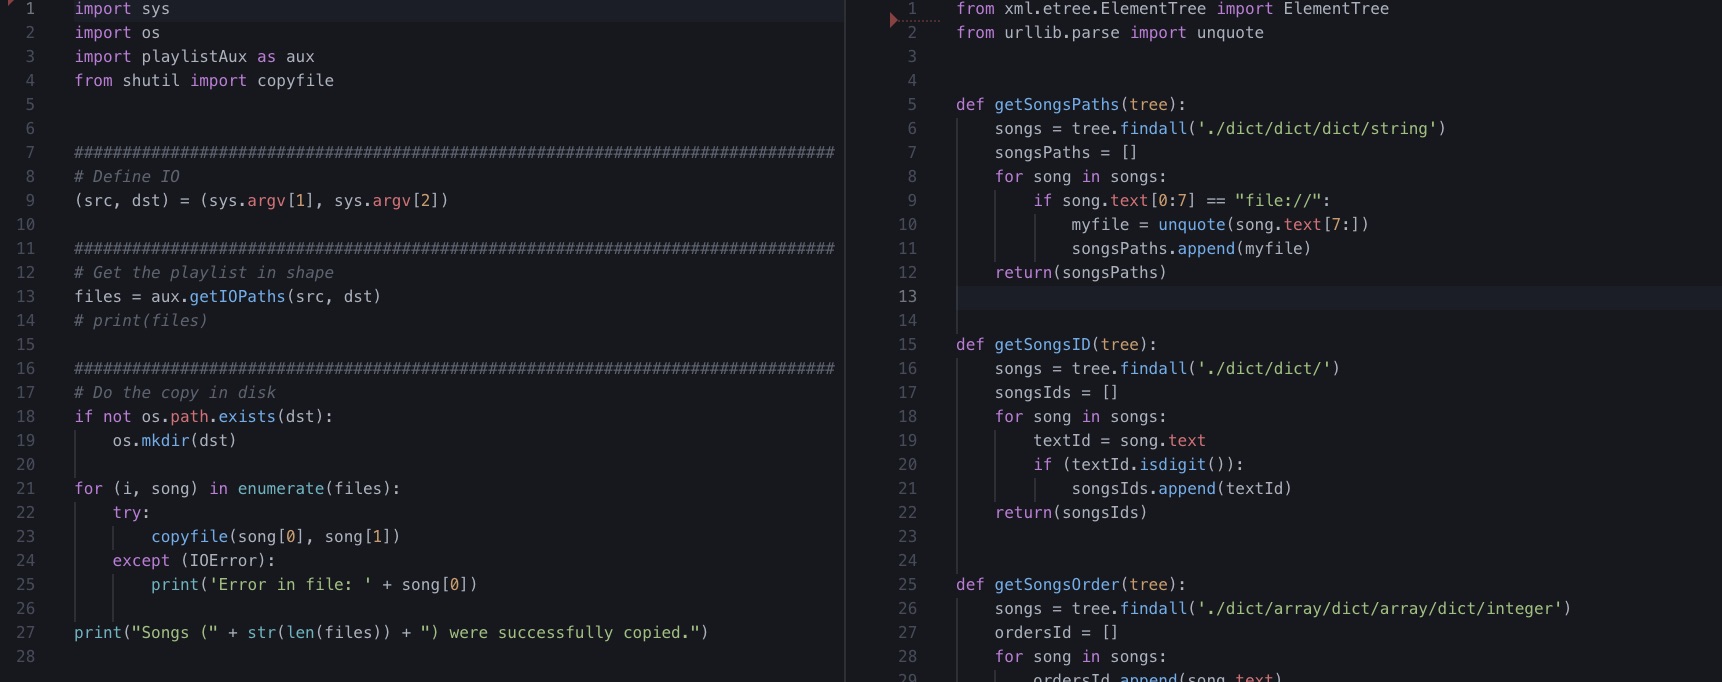 1 import sys
2 import os
3 import playlistAux as aux
4 from shutil import copyfile
5
6
7 ###############################################################################
8 # Define IO
9 (src, dst) = (sys.argv[1], sys.argv[2])
10
11 ###############################################################################
12 # Get the playlist in shape
13 files = aux.getIOPaths(src, dst)
14 # print(files)
15
16 ###############################################################################
17 # Do the copy in disk
18 if not os.path.exists(dst):
19     os.mkdir(dst)
20
21 for (i, song) in enumerate(files):
22     try:
23         copyfile(song[0], song[1])
24     except (IOError):
25         print('Error in file: ' + song[0])
26
27 print("Songs (" + str(len(files)) + ") were successfully copied.")
28
1 from xml.etree.ElementTree import ElementTree
2 from urllib.parse import unquote
3
4
5 def getSongsPaths(tree):
6     songs = tree.findall('./dict/dict/dict/string')
7     songsPaths = []
8     for song in songs:
9         if song.text[0:7] == "file://":
10             myfile = unquote(song.text[7:])
11             songsPaths.append(myfile)
12     return(songsPaths)
13
14
15 def getSongsID(tree):
16     songs = tree.findall('./dict/dict/')
17     songsIds = []
18     for song in songs:
19         textId = song.text
20         if (textId.isdigit()):
21             songsIds.append(textId)
22     return(songsIds)
23
24
25 def getSongsOrder(tree):
26     songs = tree.findall('./dict/array/dict/array/dict/integer')
27     ordersId = []
28     for song in songs:
29         ordersId.append(song.text)